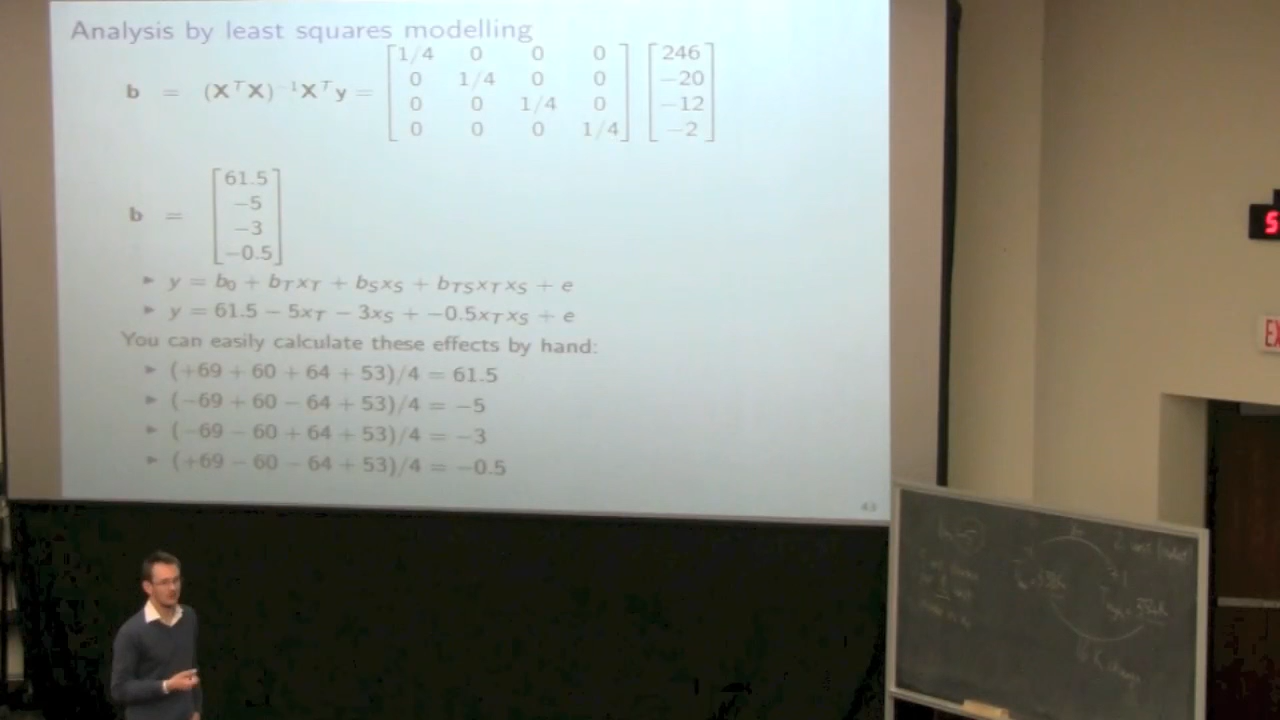 Analysis by least squares modelling
b = (XᵀX)⁻¹Xᵀy = [1/4 0 0 0] [246]
[0 1/4 0 0] [−20]
[0 0 1/4 0] [−12]
[0 0 0 1/4] [−2]
b = [61.5]
[−5]
[−3]
[−0.5]
► y = b₀ + b_T x_T + b_S x_S + b_TS x_T x_S + e
► y = 61.5 − 5x_T − 3x_S + −0.5x_T x_S + e
You can easily calculate these effects by hand:
► (+69 + 60 + 64 + 53)/4 = 61.5
► (−69 + 60 − 64 + 53)/4 = −5
► (−69 − 60 + 64 + 53)/4 = −3
► (+69 − 60 − 64 + 53)/4 = −0.5
43
5
EX